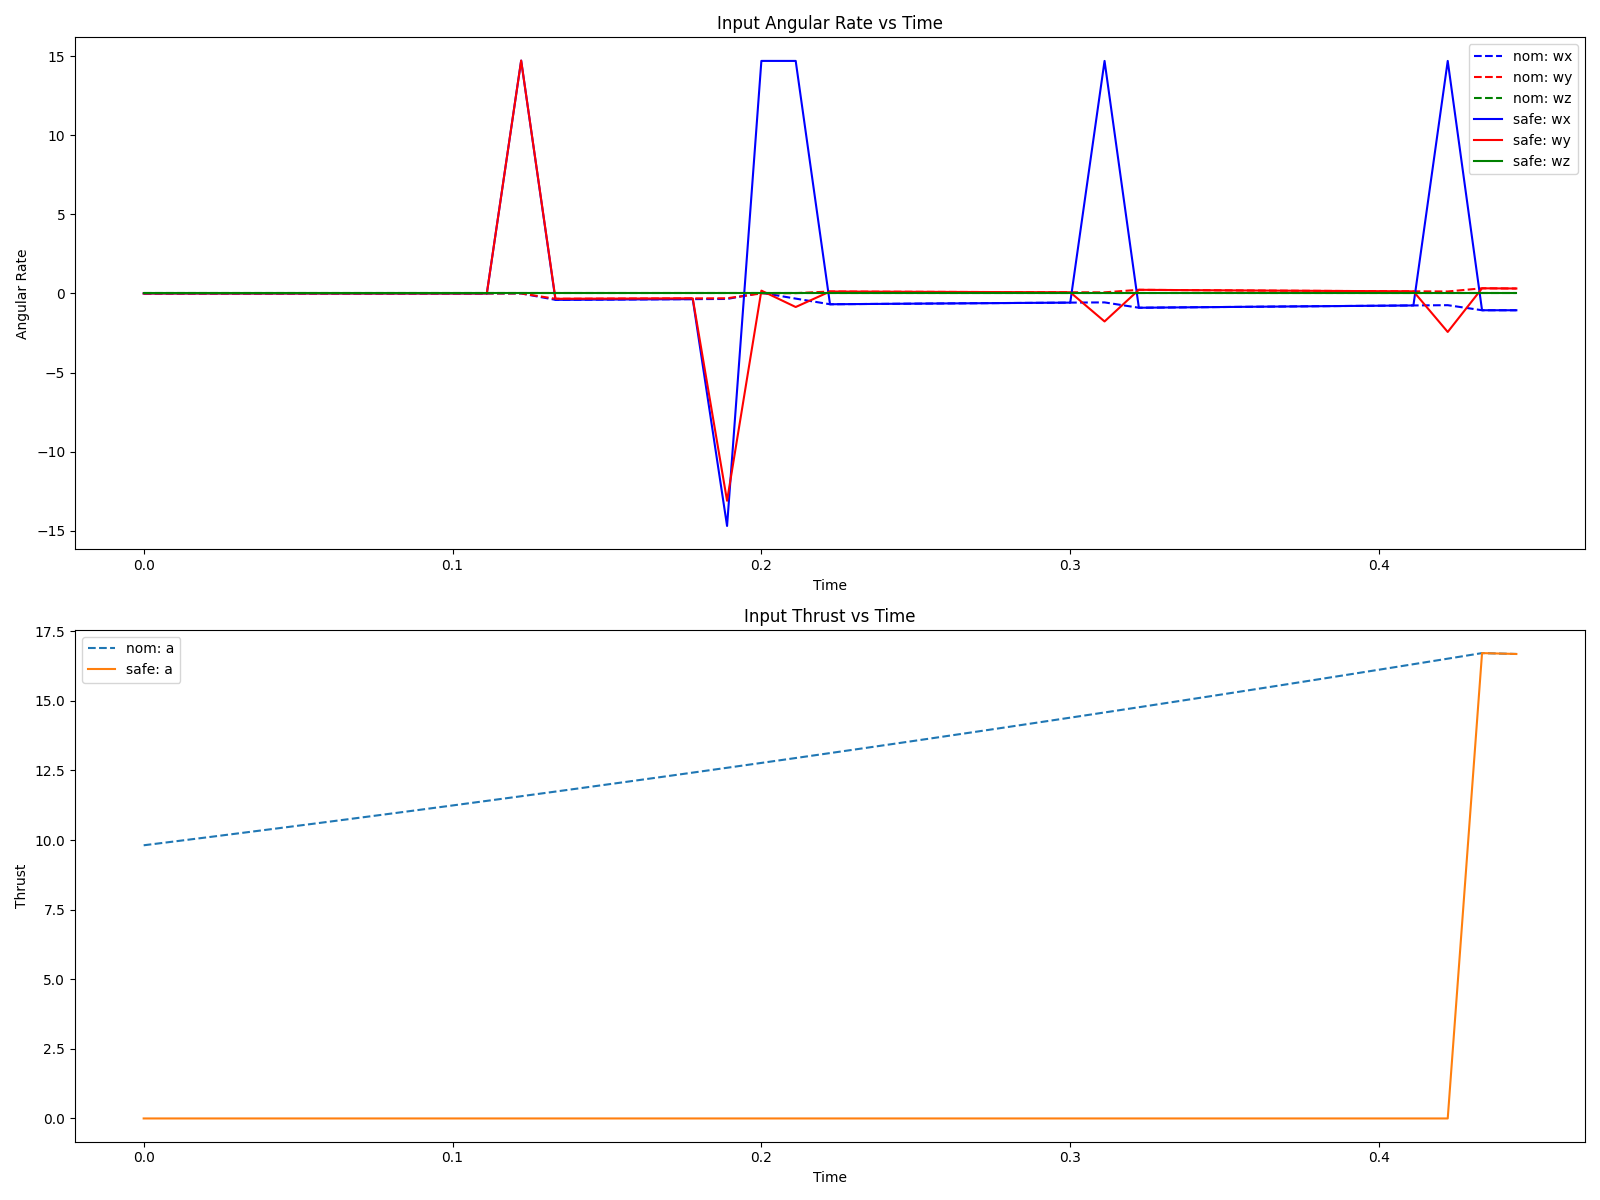 Input Angular Rate vs Time
Angular Rate
15
10
5
0
−5
−10
−15
nom: wx
nom: wy
nom: wz
safe: wx
safe: wy
safe: wz
0.0 0.1 0.2 0.3 0.4
Time
Input Thrust vs Time
Thrust
17.5
15.0
12.5
10.0
7.5
5.0
2.5
0.0
nom: a
safe: a
0.0 0.1 0.2 0.3 0.4
Time